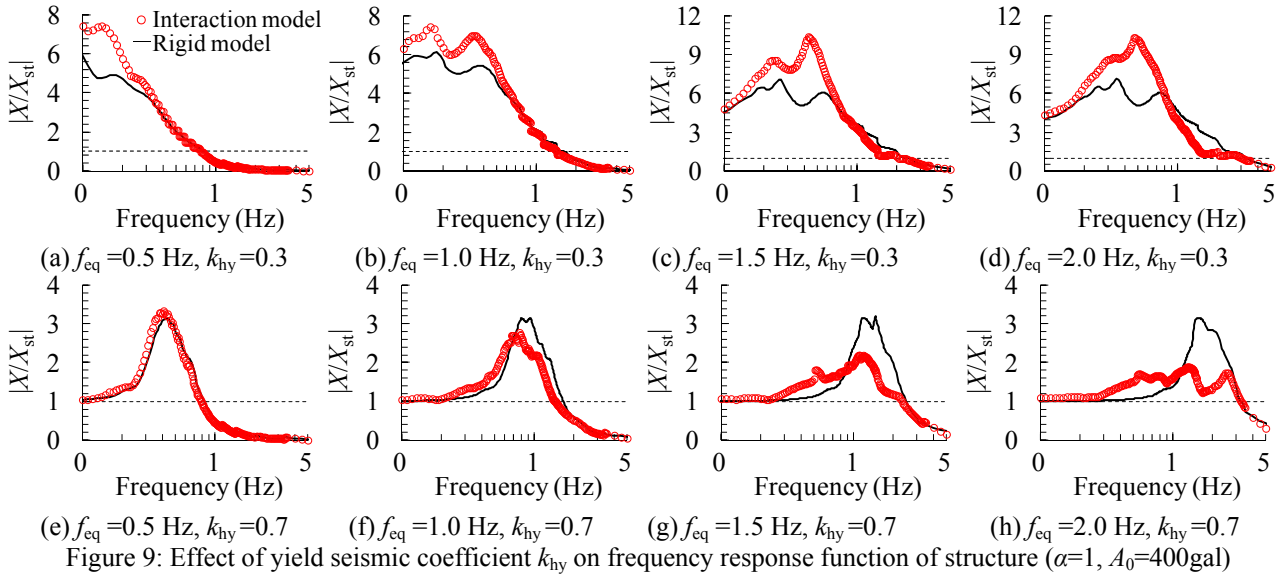 8
6
4
2
0
|X/Xst|
Interaction model
Rigid model
0 1 5
Frequency (Hz)
(a) feq =0.5 Hz, khy =0.3
8
6
4
2
0
|X/Xst|
0 1 5
Frequency (Hz)
(b) feq =1.0 Hz, khy =0.3
12
9
6
3
0
|X/Xst|
0 1 5
Frequency (Hz)
(c) feq =1.5 Hz, khy =0.3
12
9
6
3
0
|X/Xst|
0 1 5
Frequency (Hz)
(d) feq =2.0 Hz, khy =0.3
4
3
2
1
0
|X/Xst|
0 1 5
Frequency (Hz)
(e) feq =0.5 Hz, khy =0.7
4
3
2
1
0
|X/Xst|
0 1 5
Frequency (Hz)
(f) feq =1.0 Hz, khy =0.7
4
3
2
1
0
|X/Xst|
0 1 5
Frequency (Hz)
(g) feq =1.5 Hz, khy =0.7
4
3
2
1
0
|X/Xst|
0 1 5
Frequency (Hz)
(h) feq =2.0 Hz, khy =0.7
Figure 9: Effect of yield seismic coefficient khy on frequency response function of structure (α=1, A0=400gal)